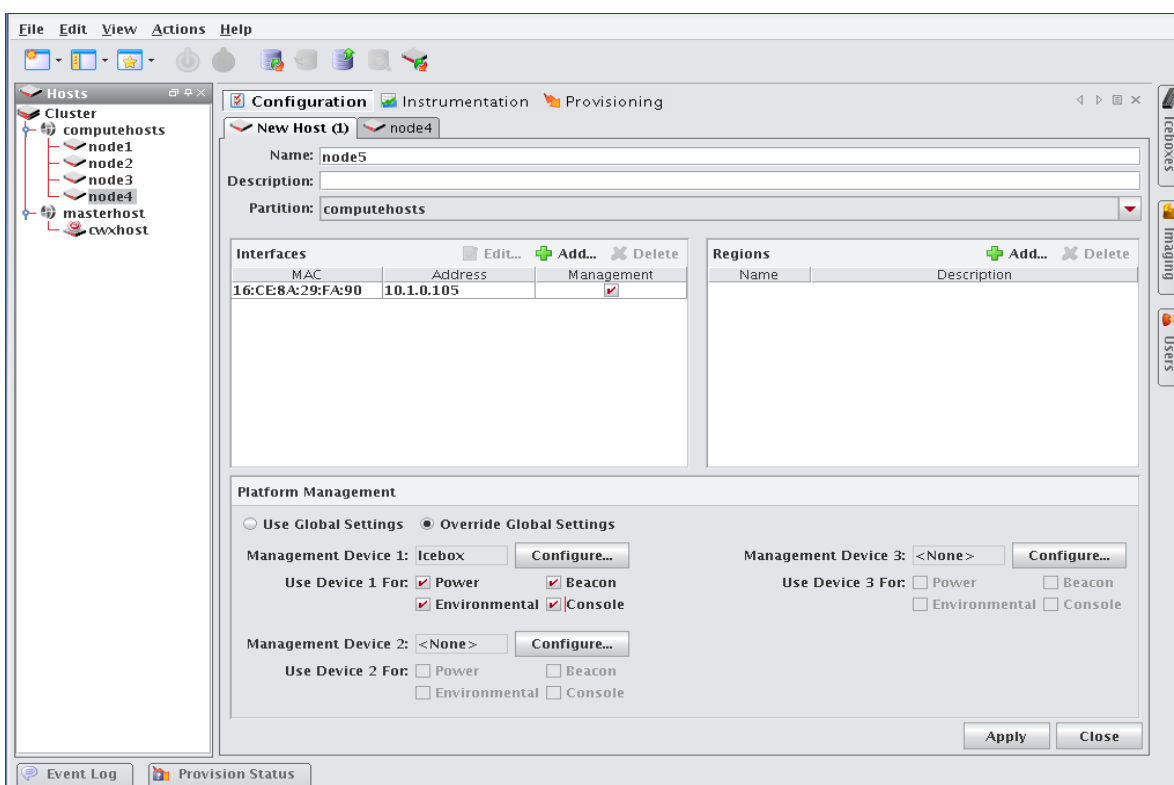 File Edit View Actions Help
Hosts
Cluster
computehosts
node1
node2
node3
node4
masterhost
cwxhost
Configuration Instrumentation Provisioning
New Host (1) node4
Name: node5
Description:
Partition: computehosts
Interfaces Edit... Add... Delete
MAC Address Management
16:CE:8A:29:FA:90 10.1.0.105
Regions Add... Delete
Name Description
Platform Management
Use Global Settings Override Global Settings
Management Device 1: Icebox Configure...
Use Device 1 For: Power Beacon
Environmental Console
Management Device 3: <None> Configure...
Use Device 3 For: Power Beacon
Environmental Console
Management Device 2: <None> Configure...
Use Device 2 For: Power Beacon
Environmental Console
Apply Close
Iceboxes
Imaging
Users
Event Log Provision Status